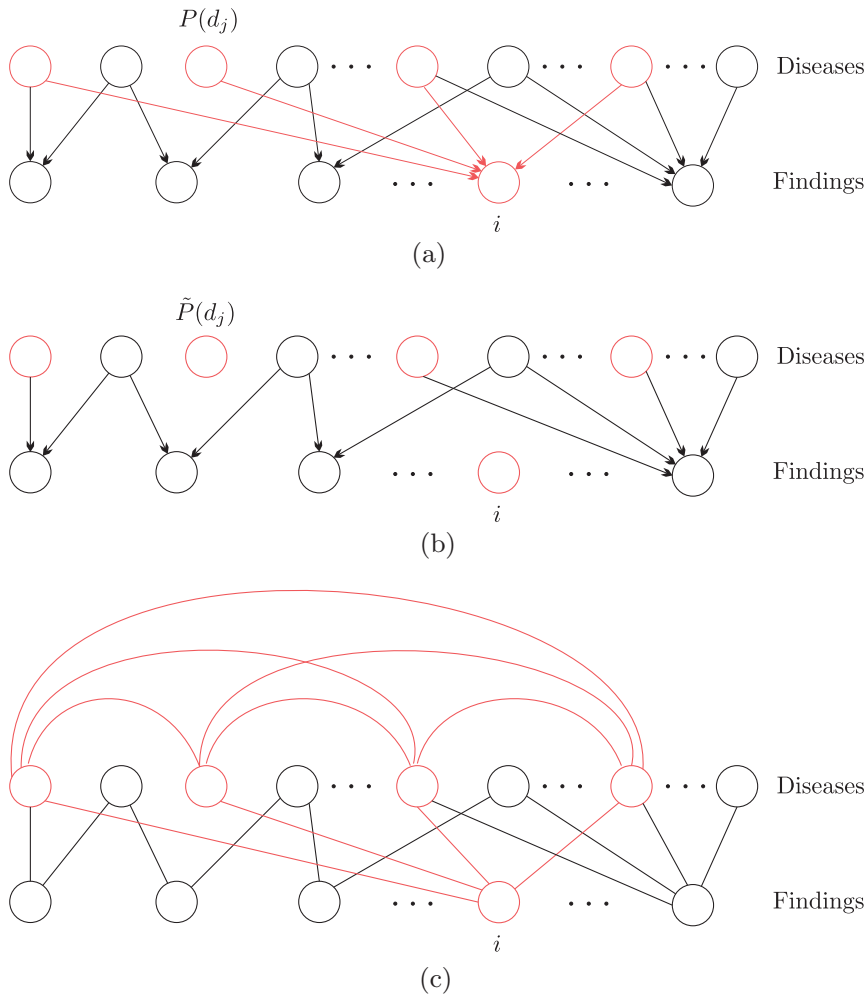 P(d_j)
· · · · · · · · · Diseases
· · · · · · Findings
i
(a)
P̃(d_j)
· · · · · · · · · Diseases
· · · · · · Findings
i
(b)
· · · · · · · · · Diseases
· · · · · · Findings
i
(c)